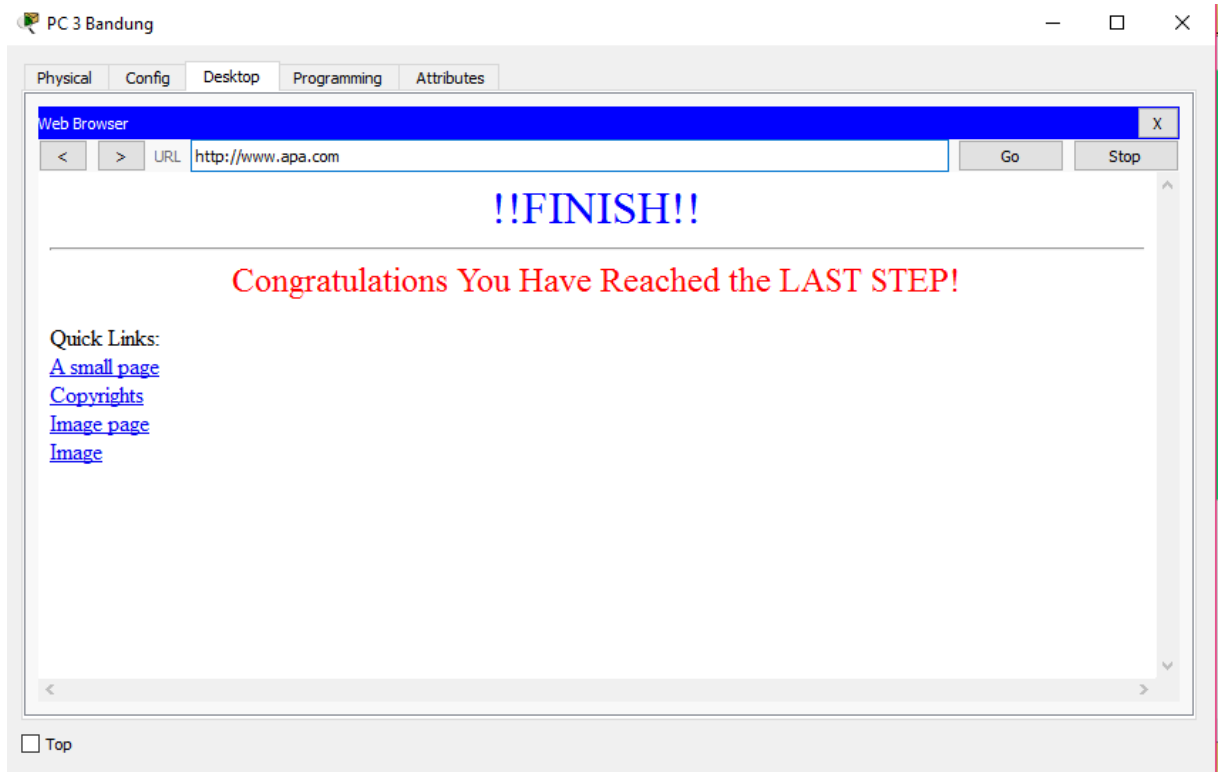 PC 3 Bandung
Physical Config Desktop Programming Attributes
Web Browser X
< > URL http://www.apa.com Go Stop
!!FINISH!!
Congratulations You Have Reached the LAST STEP!
Quick Links:
A small page
Copyrights
Image page
Image
Top